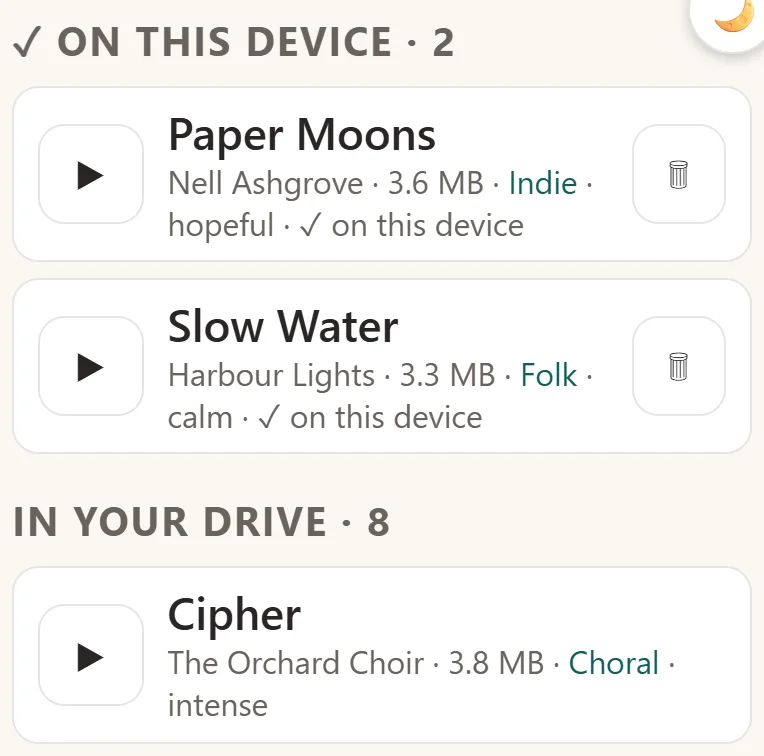 ✓ ON THIS DEVICE · 2
Paper Moons
Nell Ashgrove · 3.6 MB · Indie ·
hopeful · ✓ on this device
Slow Water
Harbour Lights · 3.3 MB · Folk ·
calm · ✓ on this device
IN YOUR DRIVE · 8
Cipher
The Orchard Choir · 3.8 MB · Choral ·
intense